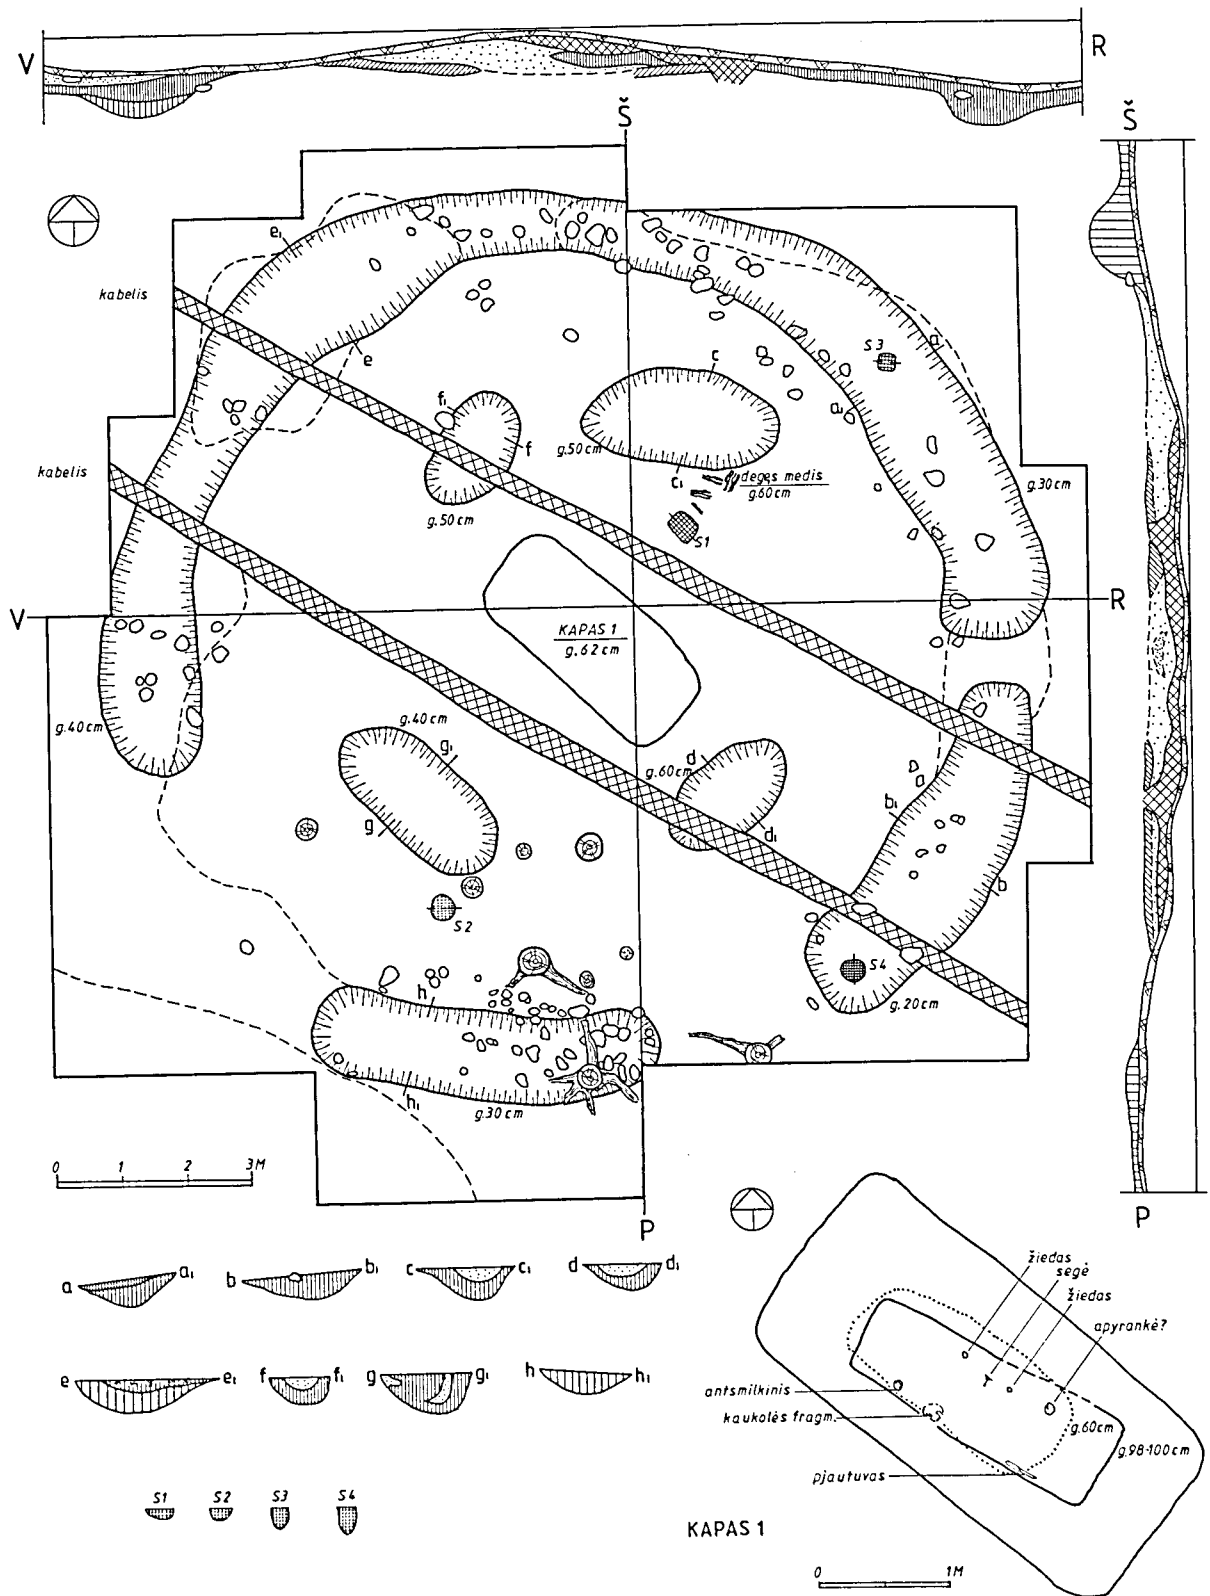 V
R
Š
Š
e₁
kabelis
a
S3
e
c
f₁
a₁
f
g.50cm
kabelis
c₁
degęs medis
g.60cm
g.30cm
g.50cm
S1
V
R
KAPAS 1
g.62cm
g.40cm
g.40cm
g₁
d
g.60cm
b₁
g
d₁
b
S2
S4
h
g.20cm
h₁
g.30cm
0 1 2 3M
P
P
žiedas
segė
žiedas
apyrankė?
a a₁ b b₁ c c₁ d d₁
e e₁ f f₁ g g₁ h h₁
antsmilkinis
kaukolės fragm.
g.60cm
g.98-100cm
pjautuvas
S1 S2 S3 S4
KAPAS 1
0 1M